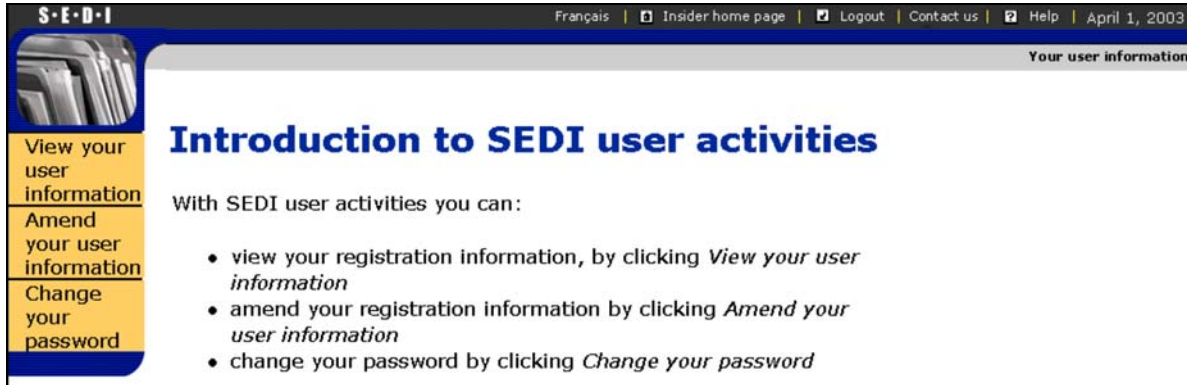 S•E•D•I
Français | Insider home page | Logout | Contact us | Help | April 1, 2003
Your user information
View your
user
information
Amend
your user
information
Change
your
password
Introduction to SEDI user activities
With SEDI user activities you can:
• view your registration information, by clicking View your user
information
• amend your registration information by clicking Amend your
user information
• change your password by clicking Change your password